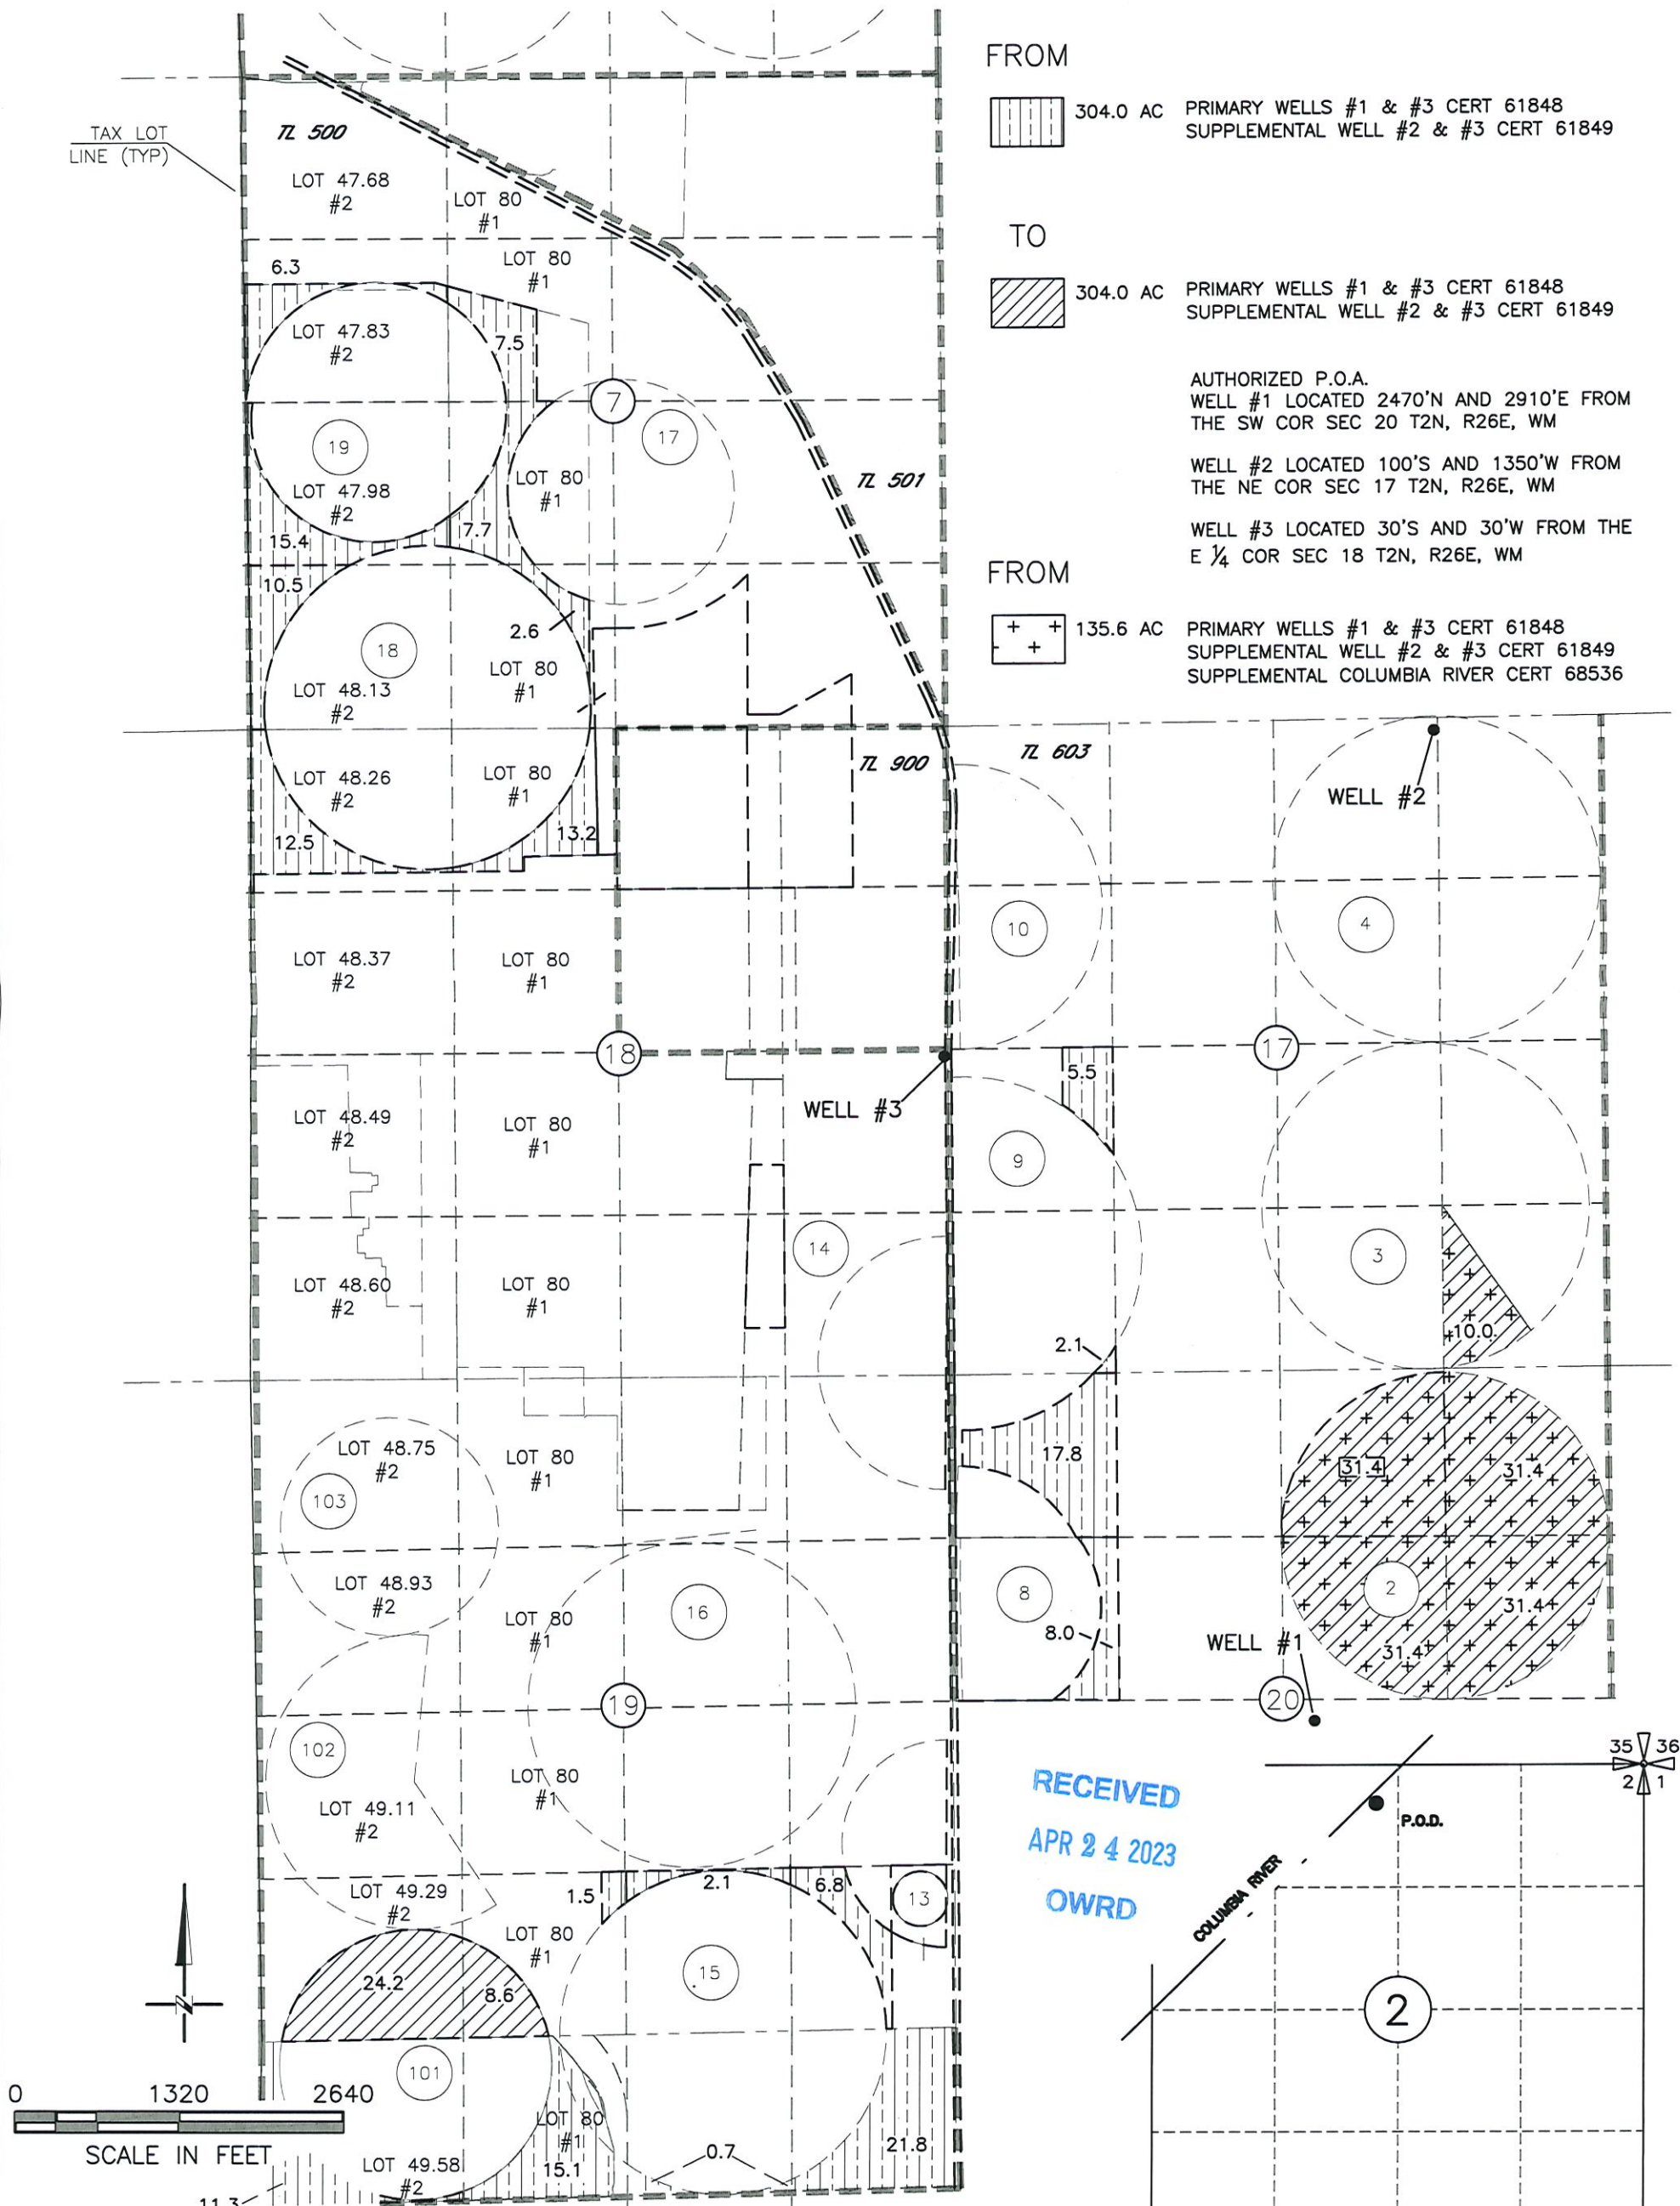 FROM
304.0 AC PRIMARY WELLS #1 & #3 CERT 61848
SUPPLEMENTAL WELL #2 & #3 CERT 61849
TO
304.0 AC PRIMARY WELLS #1 & #3 CERT 61848
SUPPLEMENTAL WELL #2 & #3 CERT 61849
AUTHORIZED P.O.A.
WELL #1 LOCATED 2470'N AND 2910'E FROM
THE SW COR SEC 20 T2N, R26E, WM
WELL #2 LOCATED 100'S AND 1350'W FROM
THE NE COR SEC 17 T2N, R26E, WM
WELL #3 LOCATED 30'S AND 30'W FROM THE
E ¼ COR SEC 18 T2N, R26E, WM
FROM
135.6 AC PRIMARY WELLS #1 & #3 CERT 61848
SUPPLEMENTAL WELL #2 & #3 CERT 61849
SUPPLEMENTAL COLUMBIA RIVER CERT 68536
TAX LOT
LINE (TYP)
TL 500
LOT 47.68
#2
LOT 80
#1
LOT 80
#1
6.3
LOT 47.83
#2
7.5
7
17
19
LOT 47.98
#2
LOT 80
#1
TL 501
15.4
7.7
10.5
2.6
18
LOT 48.13
#2
LOT 80
#1
TL 900
TL 603
LOT 48.26
#2
LOT 80
#1
WELL #2
12.5
13.2
10
4
LOT 48.37
#2
LOT 80
#1
18
17
5.5
WELL #3
LOT 48.49
#2
LOT 80
#1
9
14
3
LOT 48.60
#2
LOT 80
#1
10.0
2.1
LOT 48.75
#2
LOT 80
#1
17.8
31.4
31.4
103
LOT 48.93
#2
LOT 80
#1
16
8
2
31.4
8.0
WELL #1
31.4
19
20
102
LOT 80
#1
LOT 49.11
#2
35 36
2 1
P.O.D.
COLUMBIA RIVER
RECEIVED
APR 24 2023
OWRD
LOT 49.29
#2
1.5
2.1
6.8
13
LOT 80
#1
24.2
8.6
15
2
N
101
0 1320 2640
SCALE IN FEET
LOT 80
#1
LOT 49.58
#2
15.1
0.7
21.8
11.3